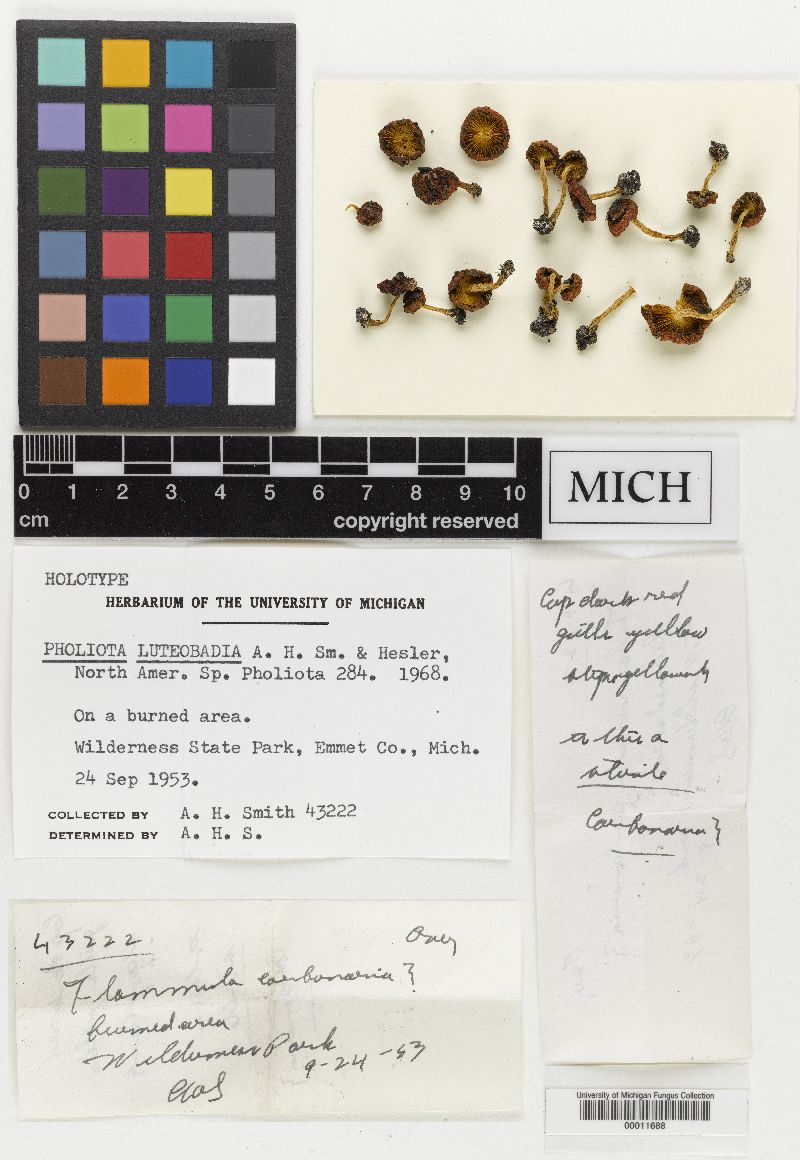 0 1 2 3 4 5 6 7 8 9 10
cm
copyright reserved
MICH
HOLOTYPE
HERBARIUM OF THE UNIVERSITY OF MICHIGAN
PHOLIOTA LUTEOBADIA A. H. Sm. & Hesler,
North Amer. Sp. Pholiota 284. 1968.
On a burned area.
Wilderness State Park, Emmet Co., Mich.
24 Sep 1953.
COLLECTED BY A. H. Smith 43222
DETERMINED BY A. H. S.
Cap dark red
gills yellow
stipe yellowish
Carbonaria?
43222 Over
Flammula carbonaria?
burned area
Wilderness Park
9-24-53
University of Michigan Fungus Collection
00011688